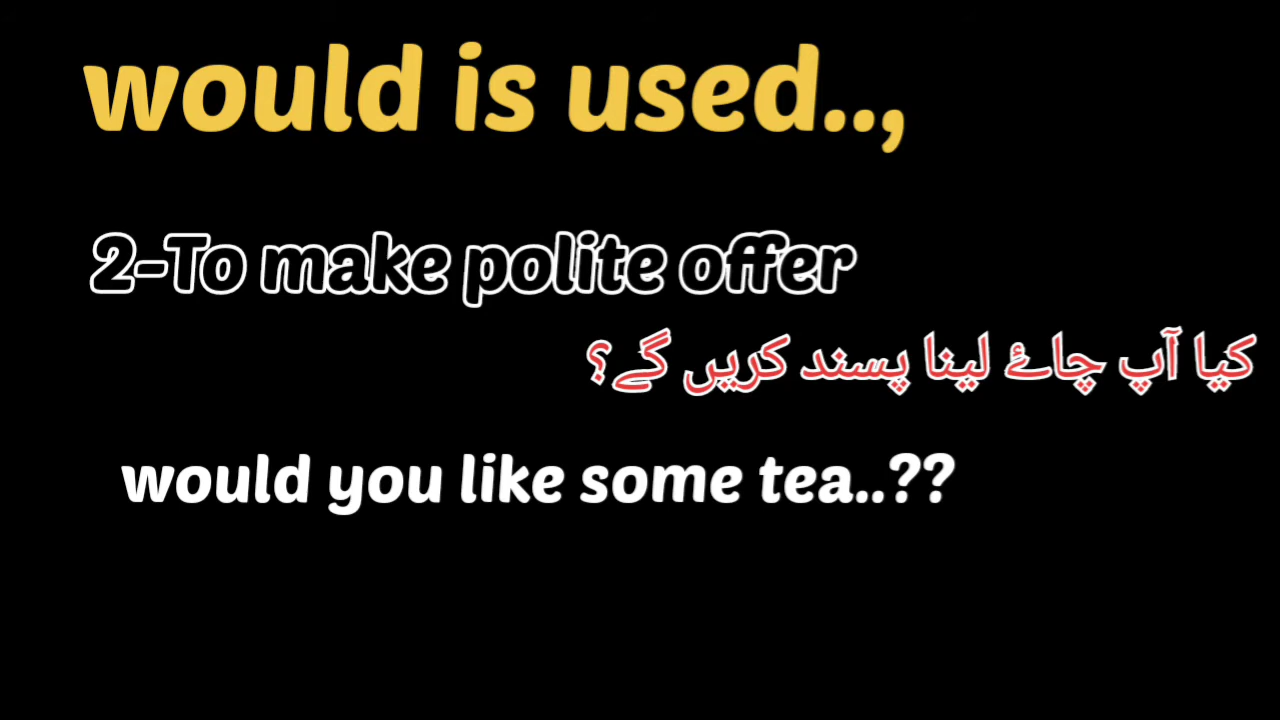 would is used..,
2-To make polite offer
کیا آپ چاۓ لینا پسند کریں گے؟
would you like some tea..??